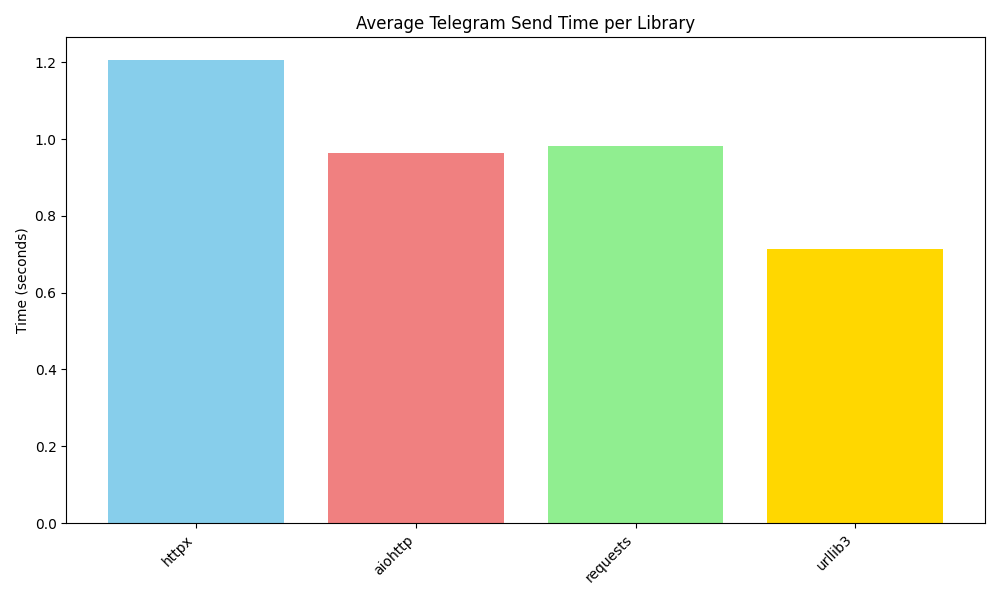 Average Telegram Send Time per Library
Time (seconds)
1.2
1.0
0.8
0.6
0.4
0.2
0.0
httpx
aiohttp
requests
urllib3